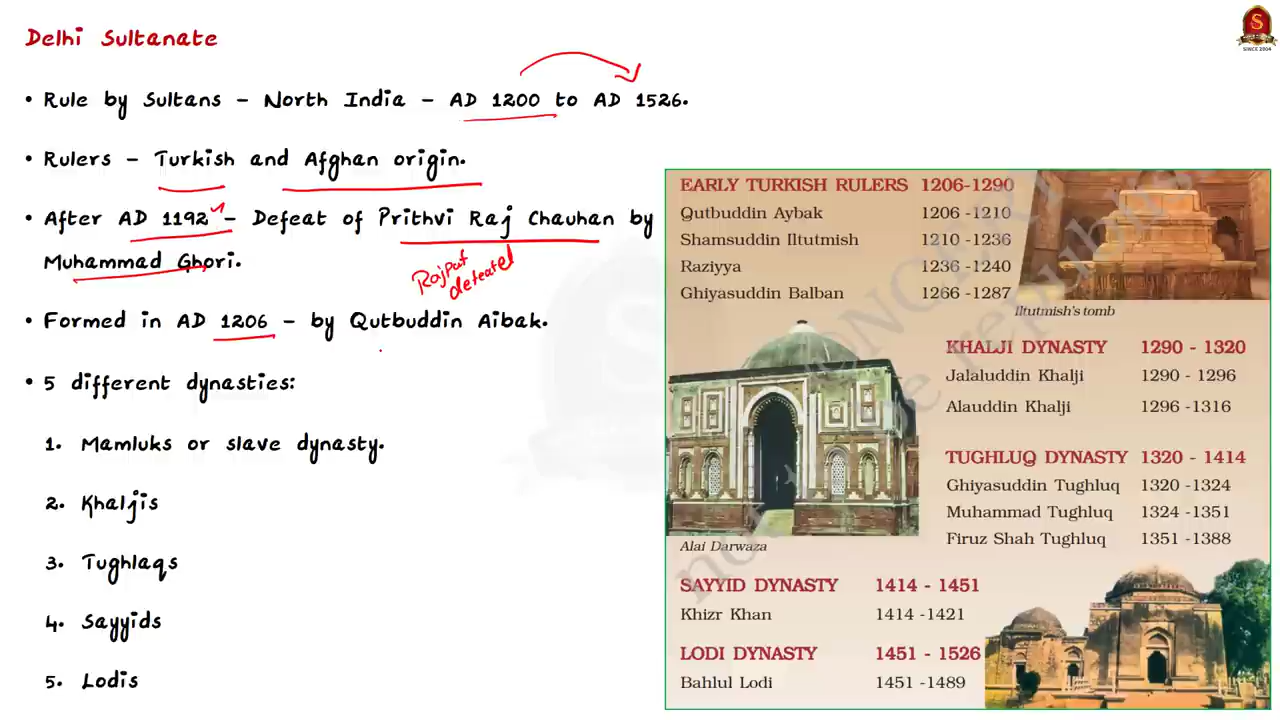 Delhi Sultanate
• Rule by Sultans – North India – AD 1200 to AD 1526.
• Rulers – Turkish and Afghan origin.
• After AD 1192 – Defeat of Prithvi Raj Chauhan by
Muhammad Ghori.
Rajput
defeated
• Formed in AD 1206 – by Qutbuddin Aibak.
• 5 different dynasties:
1. Mamluks or slave dynasty.
2. Khaljis
3. Tughlaqs
4. Sayyids
5. Lodis
S
SINCE 2004
EARLY TURKISH RULERS 1206-1290
Qutbuddin Aybak 1206 -1210
Shamsuddin Iltutmish 1210 -1236
Raziyya 1236 -1240
Ghiyasuddin Balban 1266 -1287
Iltutmish's tomb
KHALJI DYNASTY 1290 - 1320
Jalaluddin Khalji 1290 - 1296
Alauddin Khalji 1296 -1316
TUGHLUQ DYNASTY 1320 - 1414
Ghiyasuddin Tughluq 1320 -1324
Muhammad Tughluq 1324 -1351
Firuz Shah Tughluq 1351 -1388
Alai Darwaza
SAYYID DYNASTY 1414 - 1451
Khizr Khan 1414 -1421
LODI DYNASTY 1451 - 1526
Bahlul Lodi 1451 -1489